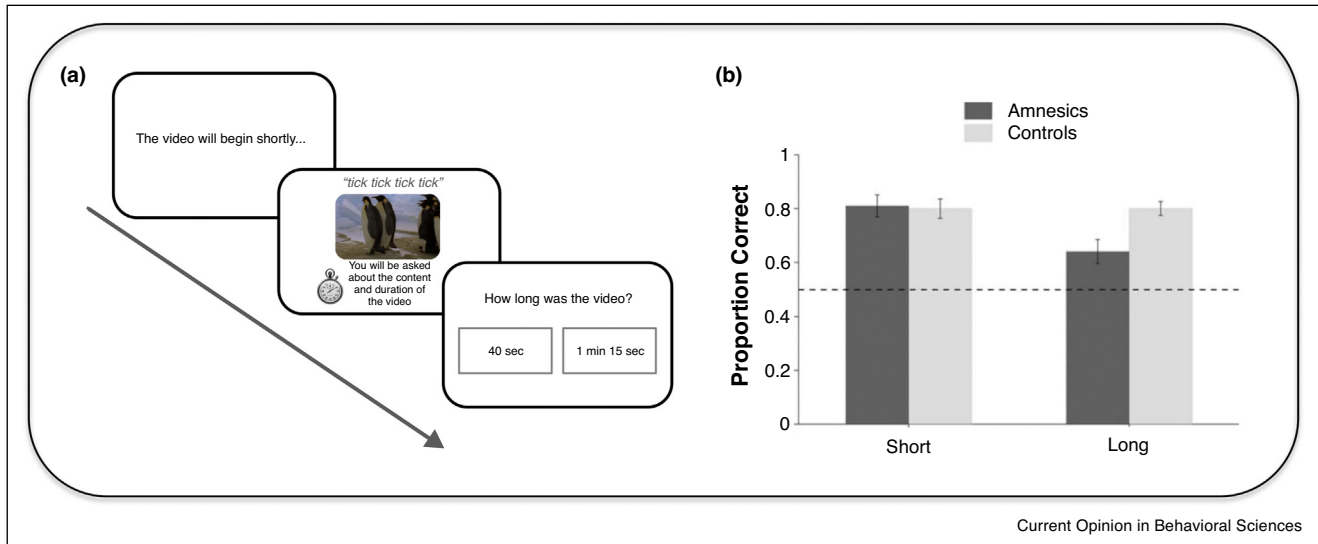 (a)
The video will begin shortly...
"tick tick tick tick"
You will be asked
about the content
and duration of
the video
How long was the video?
40 sec
1 min 15 sec
(b)
Amnesics
Controls
Proportion Correct
1
0.8
0.6
0.4
0.2
0
Short
Long
Current Opinion in Behavioral Sciences